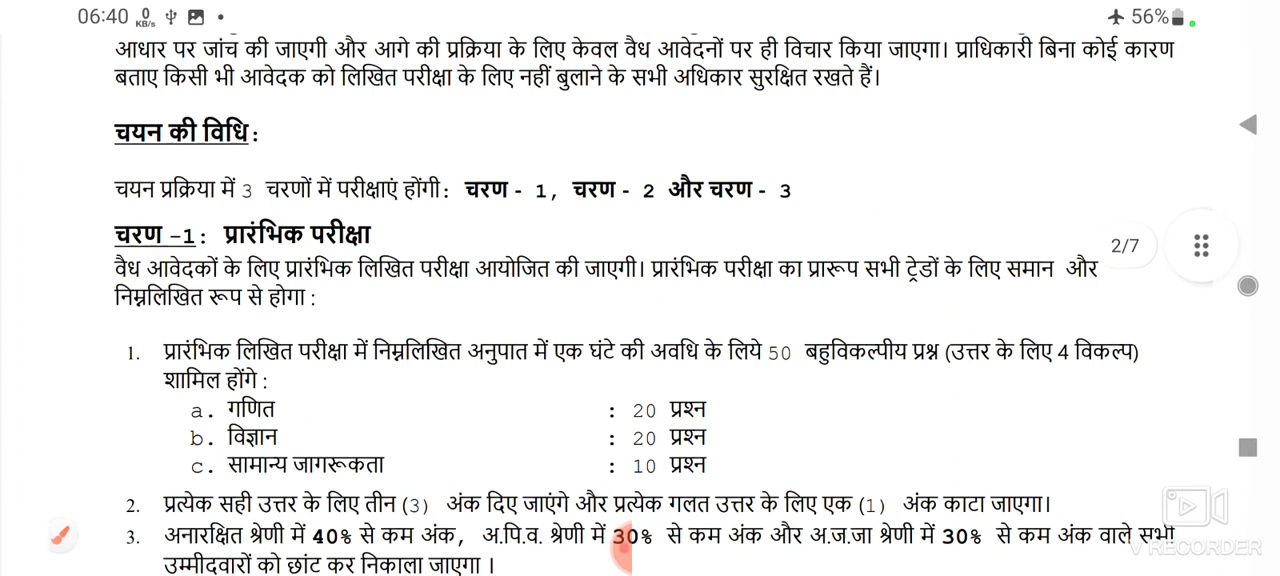 06:40 0 KB/s 56%
आधार पर जांच की जाएगी और आगे की प्रक्रिया के लिए केवल वैध आवेदनों पर ही विचार किया जाएगा। प्राधिकारी बिना कोई कारण
बताए किसी भी आवेदक को लिखित परीक्षा के लिए नहीं बुलाने के सभी अधिकार सुरक्षित रखते हैं।
चयन की विधि:
चयन प्रक्रिया में 3 चरणों में परीक्षाएं होंगी: चरण - 1, चरण - 2 और चरण - 3
चरण -1: प्रारंभिक परीक्षा
2/7
वैध आवेदकों के लिए प्रारंभिक लिखित परीक्षा आयोजित की जाएगी। प्रारंभिक परीक्षा का प्रारूप सभी ट्रेडों के लिए समान और
निम्नलिखित रूप से होगा:
1. प्रारंभिक लिखित परीक्षा में निम्नलिखित अनुपात में एक घंटे की अवधि के लिये 50 बहुविकल्पीय प्रश्न (उत्तर के लिए 4 विकल्प)
शामिल होंगे:
a. गणित : 20 प्रश्न
b. विज्ञान : 20 प्रश्न
c. सामान्य जागरूकता : 10 प्रश्न
2. प्रत्येक सही उत्तर के लिए तीन (3) अंक दिए जाएंगे और प्रत्येक गलत उत्तर के लिए एक (1) अंक काटा जाएगा।
3. अनारक्षित श्रेणी में 40% से कम अंक, अ.पि.व. श्रेणी में 30% से कम अंक और अ.ज.जा श्रेणी में 30% से कम अंक वाले सभी
उम्मीदवारों को छांट कर निकाला जाएगा।
V RECORDER